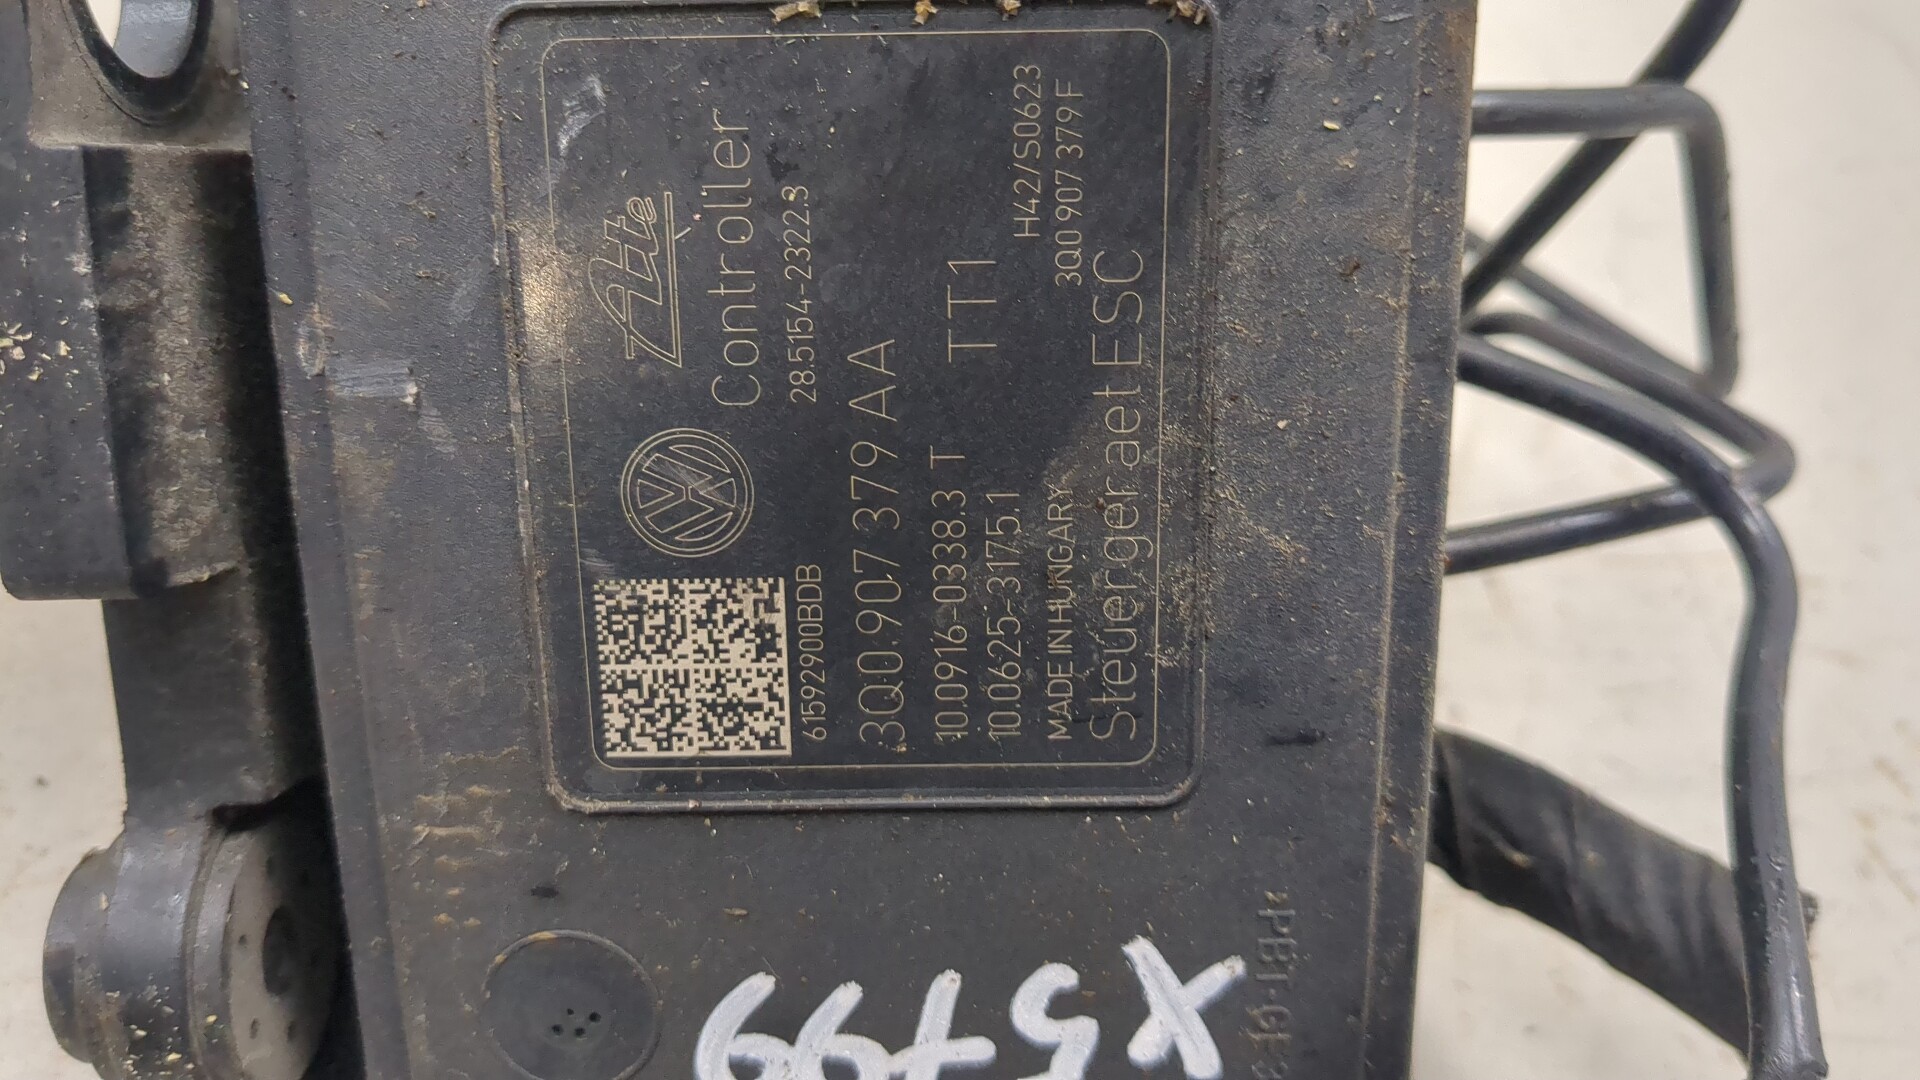 Ate
Controller
28.5154-2322.3
61592900BDB
3Q0.907 379 AA
10.0916-0338.3 T TT1
10.0625-3175.1
H42/S0623
MADE IN HUNGARY 3Q0 907 379 F
Steuergeraet ESC
X5799